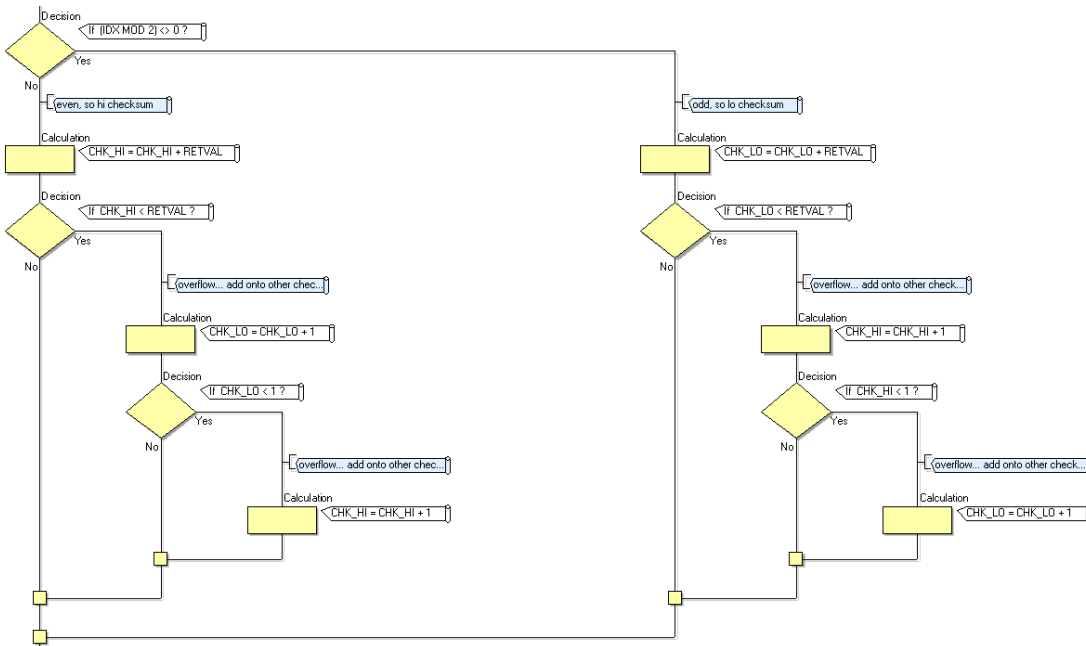 Decision
If (IDX MOD 2) <> 0 ?
Yes
No
even, so hi checksum
odd, so lo checksum
Calculation
CHK_HI = CHK_HI + RETVAL
Calculation
CHK_LO = CHK_LO + RETVAL
Decision
If CHK_HI < RETVAL ?
Decision
If CHK_LO < RETVAL ?
Yes
No
Yes
No
overflow... add onto other chec...
overflow... add onto other check...
Calculation
CHK_LO = CHK_LO + 1
Calculation
CHK_HI = CHK_HI + 1
Decision
If CHK_LO < 1 ?
Decision
If CHK_HI < 1 ?
Yes
No
Yes
No
overflow... add onto other chec...
overflow... add onto other check...
Calculation
CHK_HI = CHK_HI + 1
Calculation
CHK_LO = CHK_LO + 1